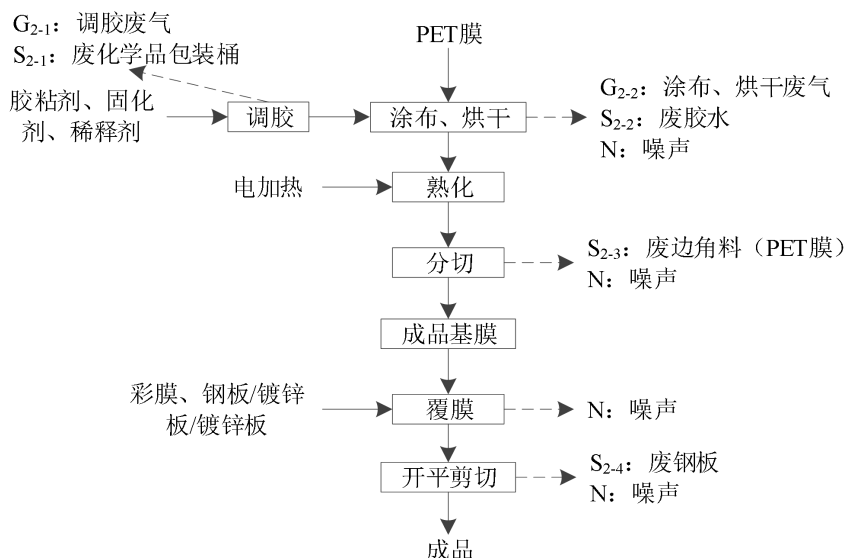 G2-1：调胶废气
S2-1：废化学品包装桶
PET膜
胶粘剂、固化
剂、稀释剂
调胶
涂布、烘干
G2-2：涂布、烘干废气
S2-2：废胶水
N：噪声
电加热
熟化
分切
S2-3：废边角料（PET膜）
N：噪声
成品基膜
彩膜、钢板/镀锌
板/镀锌板
覆膜
N：噪声
开平剪切
S2-4：废钢板
N：噪声
成品